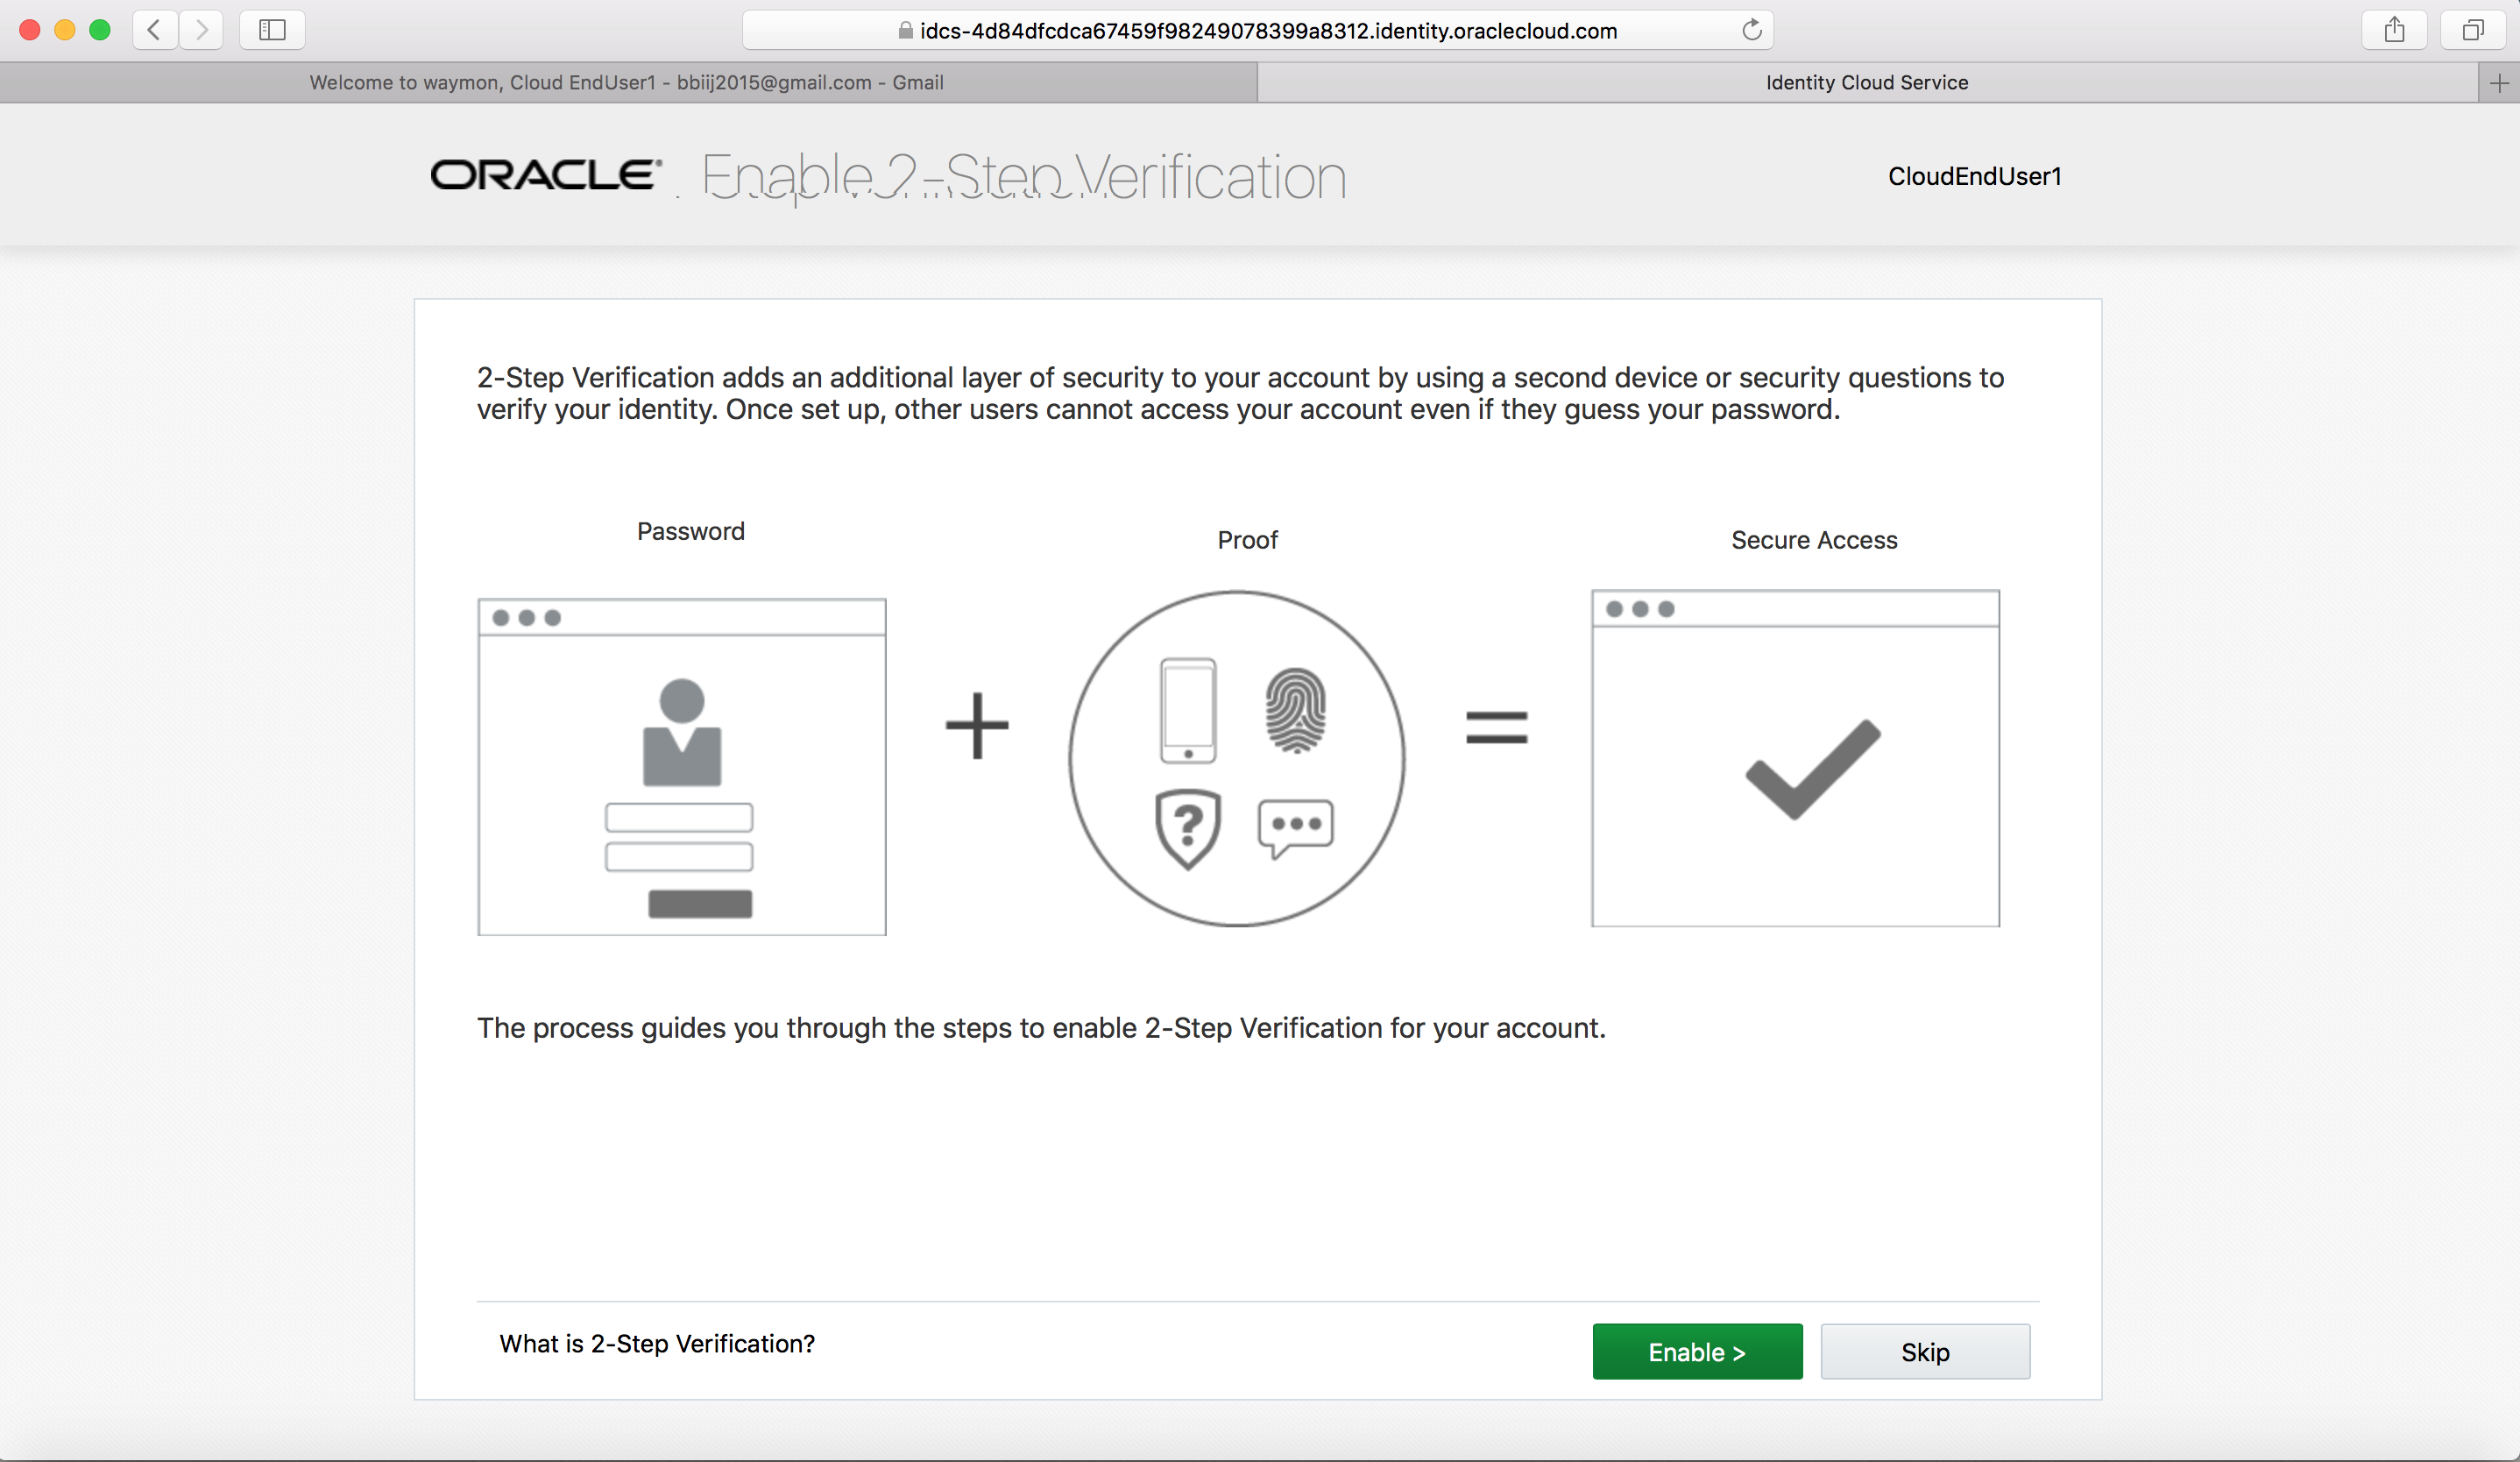 idcs-4d84dfcdca67459f98249078399a8312.identity.oraclecloud.com
Welcome to waymon, Cloud EndUser1 - bbiij2015@gmail.com - Gmail
Identity Cloud Service
ORACLE® Enable 2-Step Verification
CloudEndUser1
2-Step Verification adds an additional layer of security to your account by using a second device or security questions to
verify your identity. Once set up, other users cannot access your account even if they guess your password.
Password
Proof
Secure Access
The process guides you through the steps to enable 2-Step Verification for your account.
What is 2-Step Verification?
Enable >
Skip